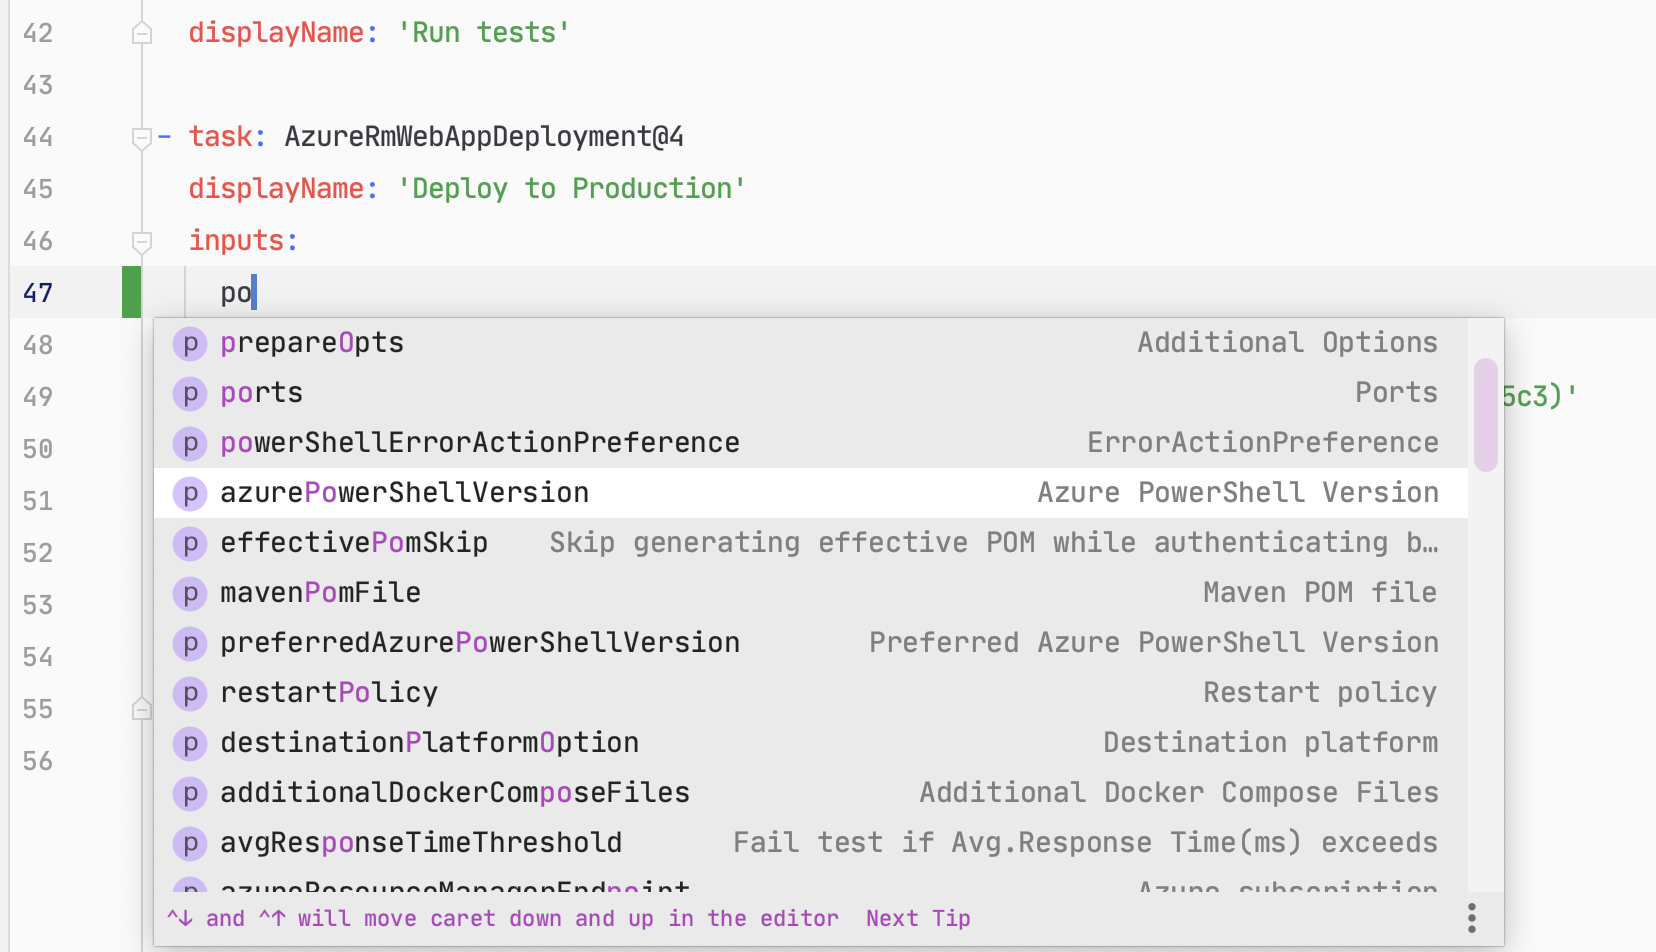 42 displayName: 'Run tests'
43
44 - task: AzureRmWebAppDeployment@4
45 displayName: 'Deploy to Production'
46 inputs:
47 po
48
p prepareOpts Additional Options
49 5c3)'
p ports Ports
50
p powerShellErrorActionPreference ErrorActionPreference
51
p azurePowerShellVersion Azure PowerShell Version
52
p effectivePomSkip Skip generating effective POM while authenticating b…
53
p mavenPomFile Maven POM file
54
p preferredAzurePowerShellVersion Preferred Azure PowerShell Version
55
p restartPolicy Restart policy
56
p destinationPlatformOption Destination platform
p additionalDockerComposeFiles Additional Docker Compose Files
p avgResponseTimeThreshold Fail test if Avg.Response Time(ms) exceeds
p azureResourceManagerEndpoint Azure subscription
^↓ and ^↑ will move caret down and up in the editor Next Tip